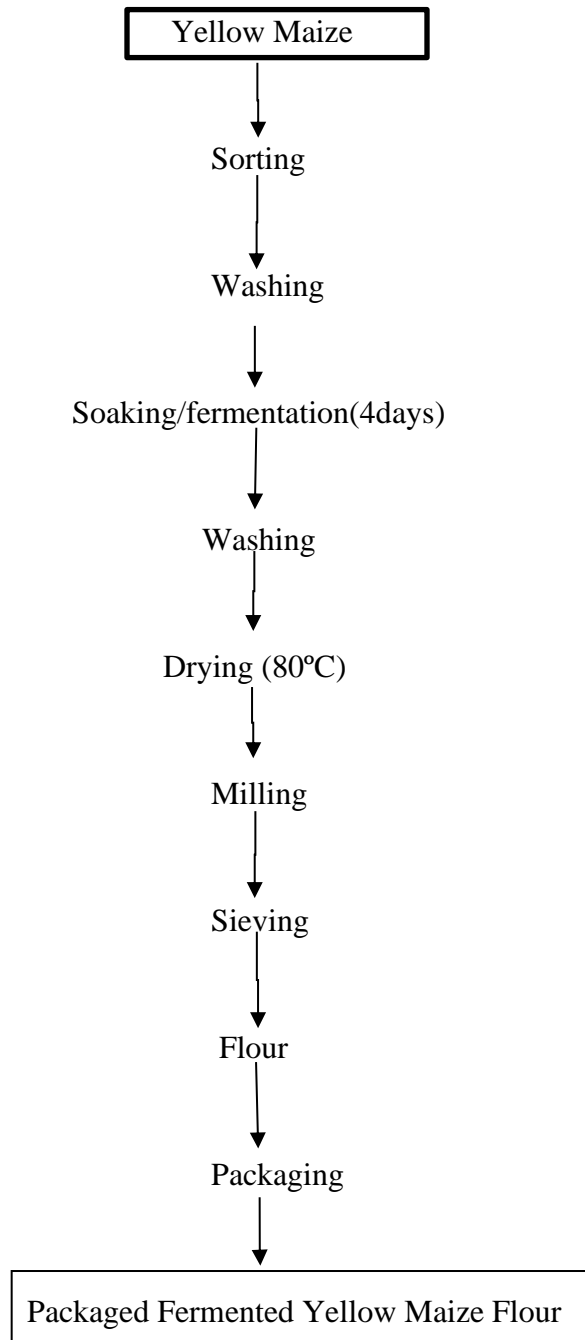 Yellow Maize
Sorting
Washing
Soaking/fermentation(4days)
Washing
Drying (80ºC)
Milling
Sieving
Flour
Packaging
Packaged Fermented Yellow Maize Flour